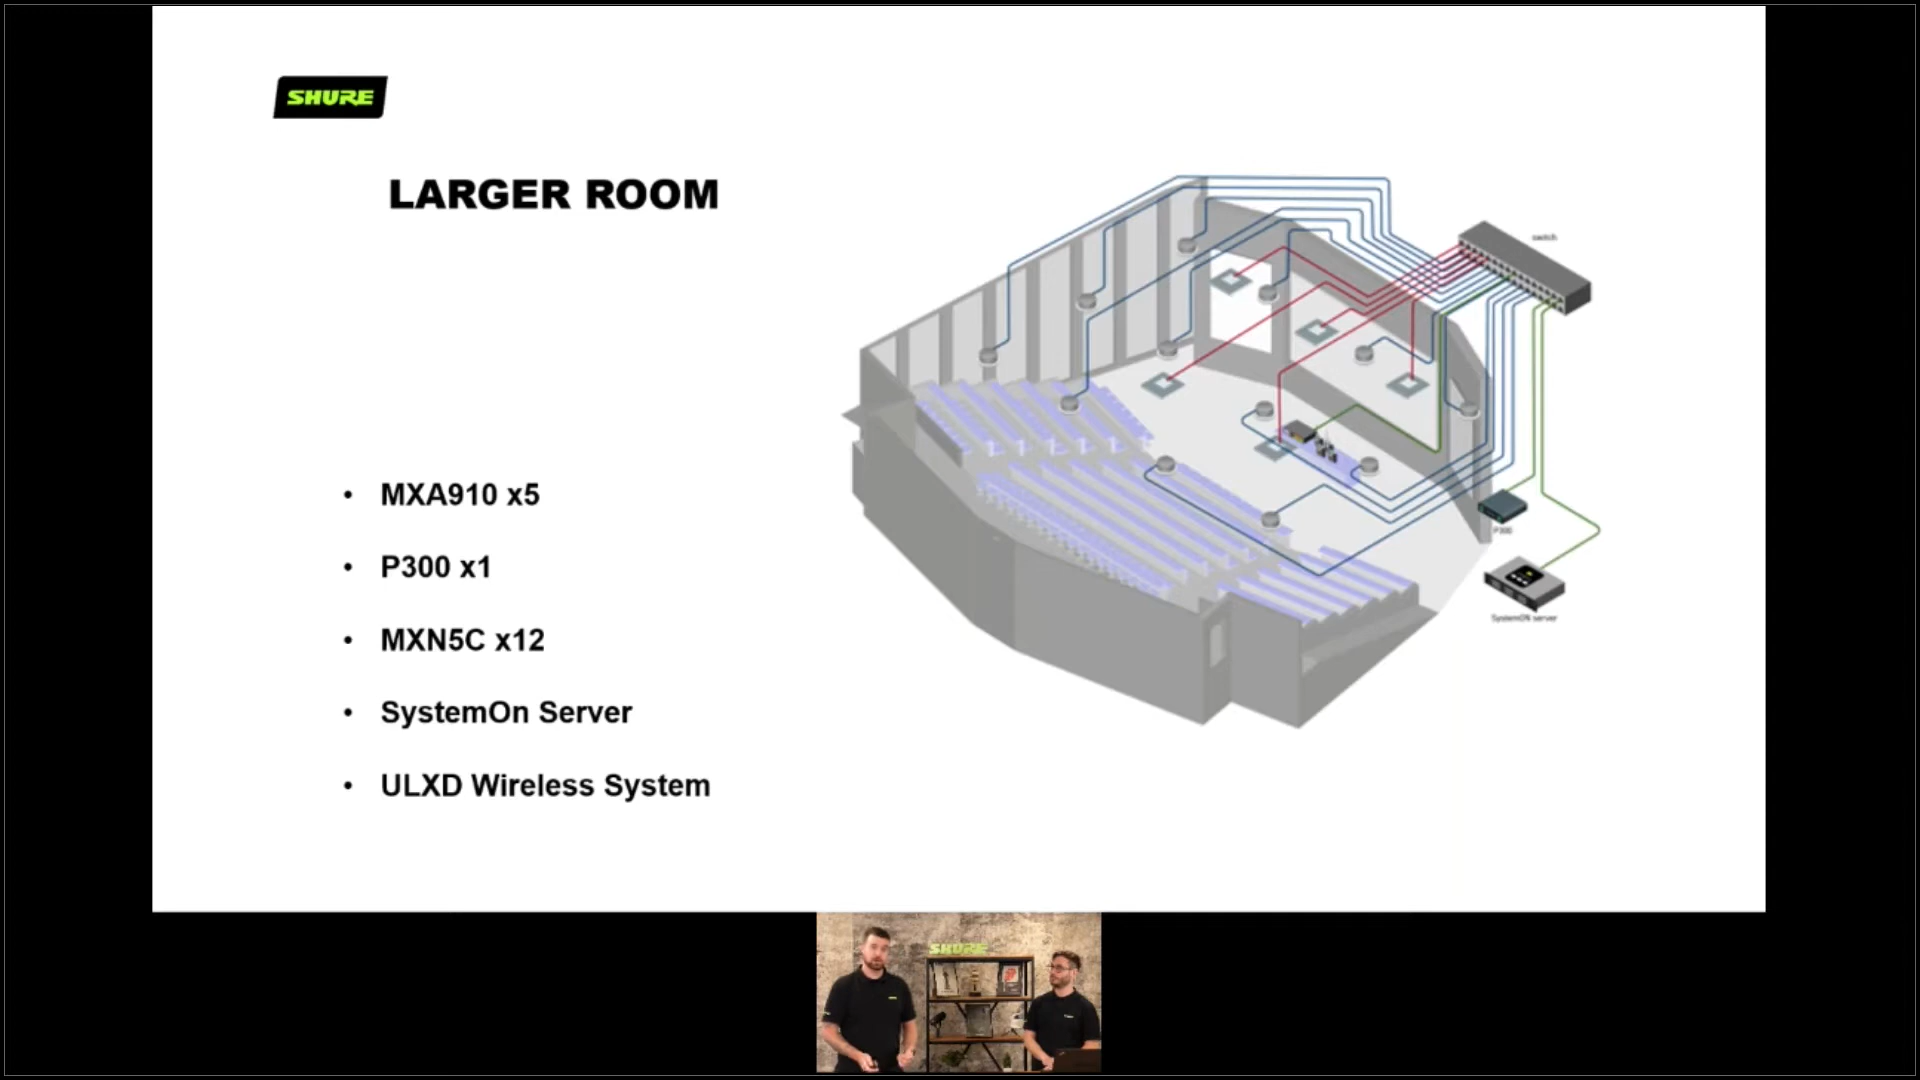 SHURE
LARGER ROOM
• MXA910 x5
• P300 x1
• MXN5C x12
• SystemOn Server
• ULXD Wireless System
switch
P300
SystemON server
SHURE